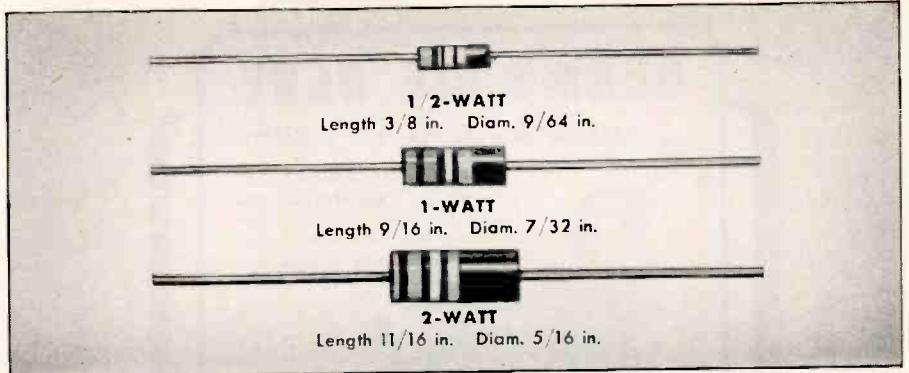 1/2-WATT
Length 3/8 in. Diam. 9/64 in.
1-WATT
Length 9/16 in. Diam. 7/32 in.
2-WATT
Length 11/16 in. Diam. 5/16 in.